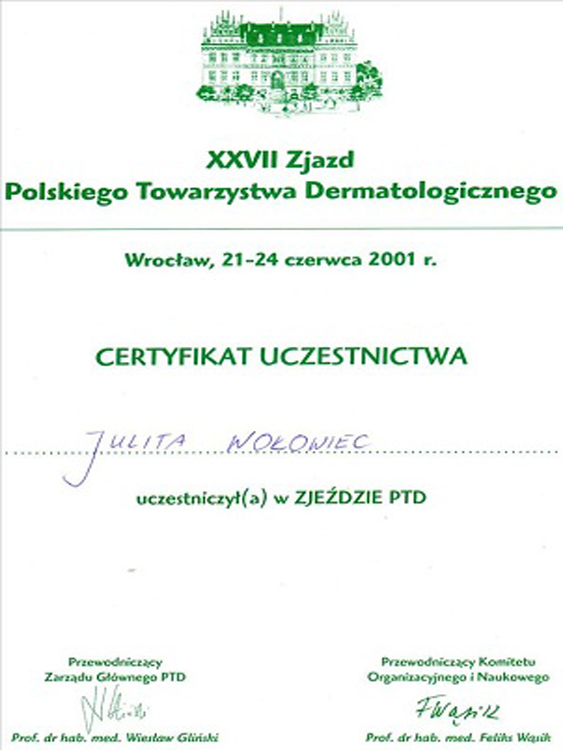 XXVII Zjazd
Polskiego Towarzystwa Dermatologicznego
Wrocław, 21-24 czerwca 2001 r.
CERTYFIKAT UCZESTNICTWA
JULITA WOŁOWIEC
uczestniczył(a) w ZJEŹDZIE PTD
Przewodniczący
Zarządu Głównego PTD
Prof. dr hab. med. Wiesław Gliński
Przewodniczący Komitetu
Organizacyjnego i Naukowego
FWąsik
Prof. dr hab. med. Feliks Wąsik